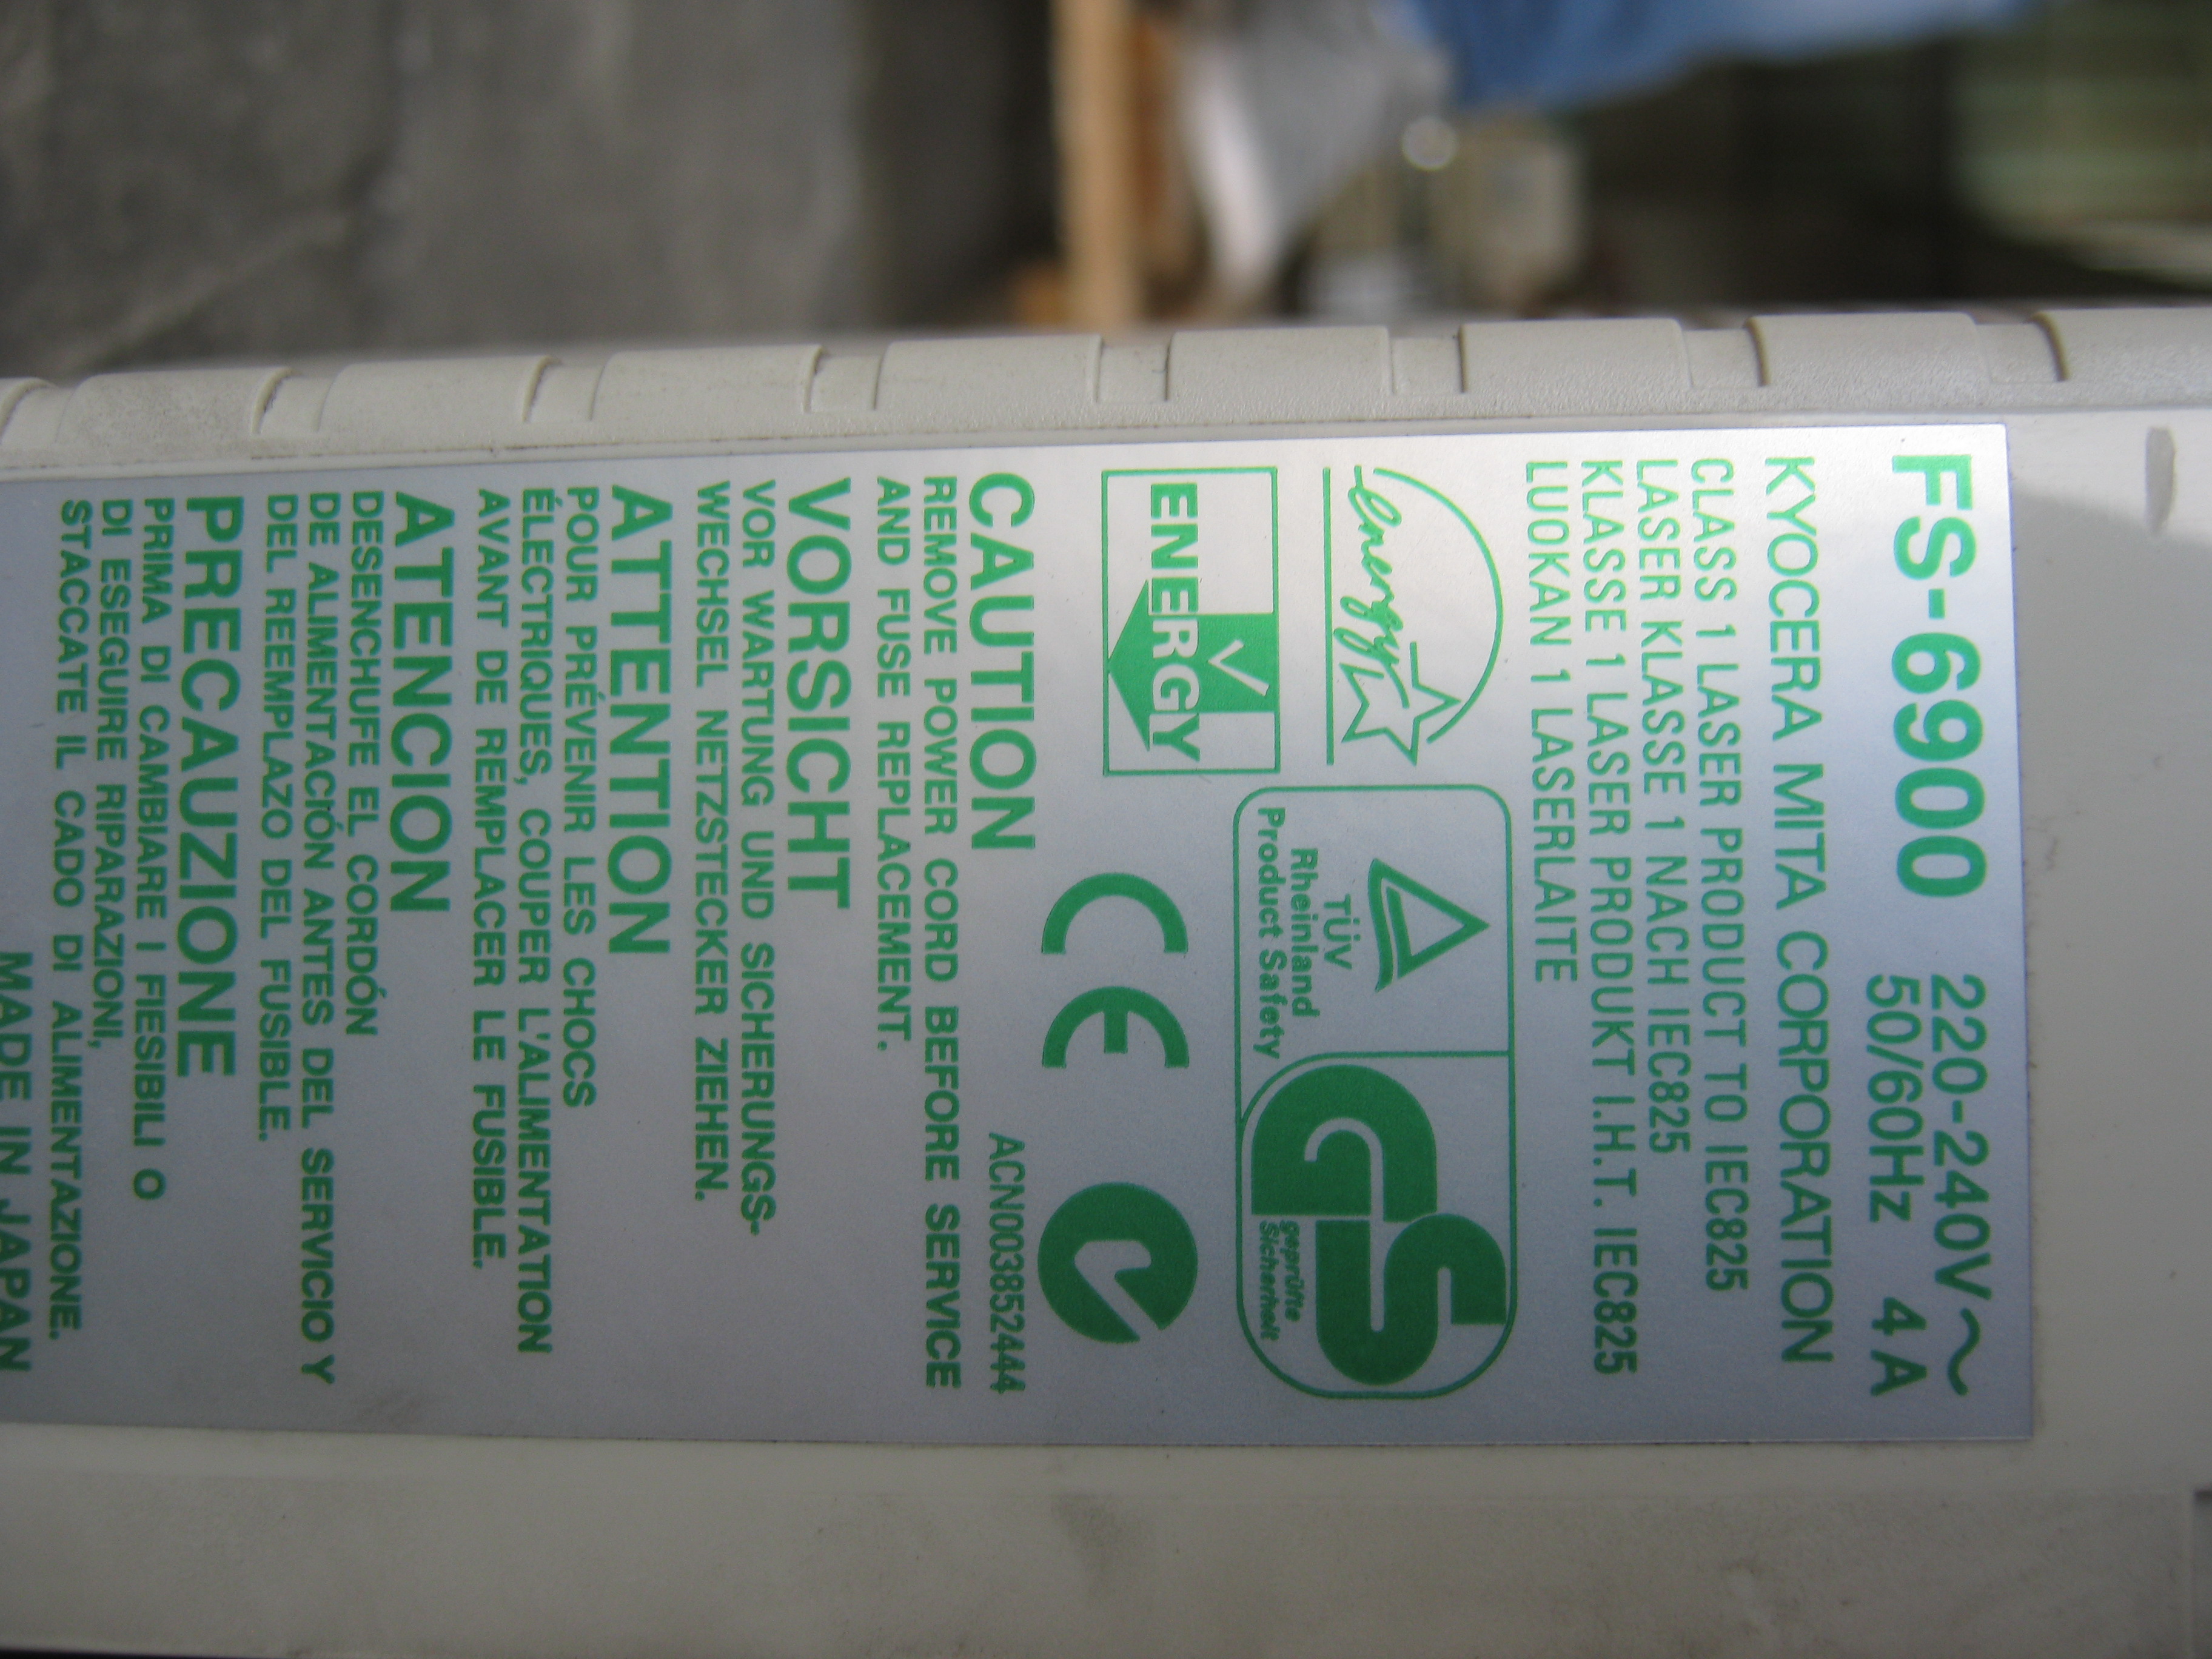 FS-6900 220-240V~
50/60Hz 4A
KYOCERA MITA CORPORATION
CLASS 1 LASER PRODUCT TO IEC825
LASER KLASSE 1 NACH IEC825
KLASSE 1 LASER PRODUKT I.H.T. IEC825
LUOKAN 1 LASERLAITE
energy
ENERGY
TÜV
Rheinland
Product Safety
GS
geprüfte
Sicherheit
CE
ACN003852444
CAUTION
REMOVE POWER CORD BEFORE SERVICE
AND FUSE REPLACEMENT.
VORSICHT
VOR WARTUNG UND SICHERUNGS-
WECHSEL NETZSTECKER ZIEHEN.
ATTENTION
POUR PRÉVENIR LES CHOCS
ÉLECTRIQUES, COUPER L'ALIMENTATION
AVANT DE REMPLACER LE FUSIBLE.
ATENCION
DESENCHUFE EL CORDÓN
DE ALIMENTACIÓN ANTES DEL SERVICIO Y
DEL REEMPLAZO DEL FUSIBLE.
PRECAUZIONE
PRIMA DI CAMBIARE I FIESIBILI O
DI ESEGUIRE RIPARAZIONI,
STACCATE IL CADO DI ALIMENTAZIONE.
MADE IN JAPAN